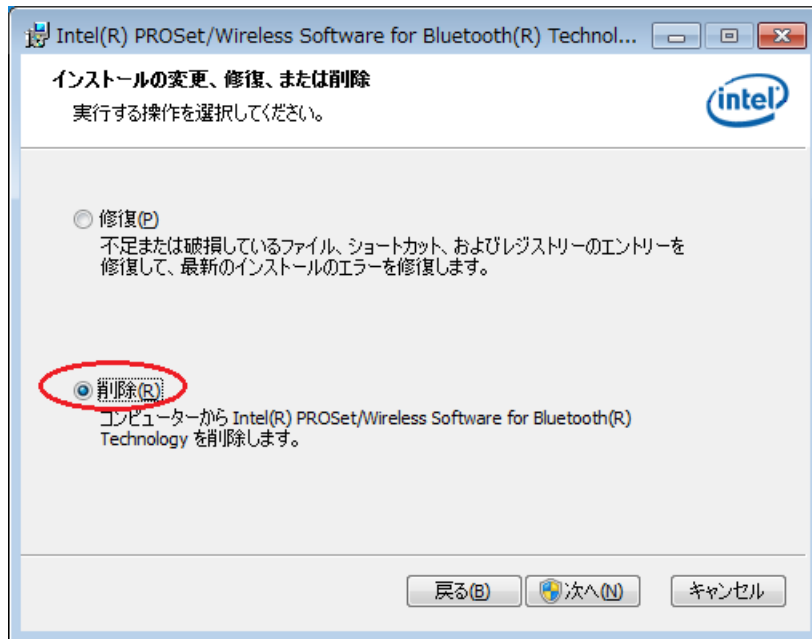 Intel(R) PROSet/Wireless Software for Bluetooth(R) Technol...
インストールの変更、修復、または削除
実行する操作を選択してください。
intel
修復(P)
不足または破損しているファイル、ショートカット、およびレジストリーのエントリーを
修復して、最新のインストールのエラーを修復します。
削除(R)
コンピューターから Intel(R) PROSet/Wireless Software for Bluetooth(R)
Technology を削除します。
戻る(B) 次へ(N) キャンセル